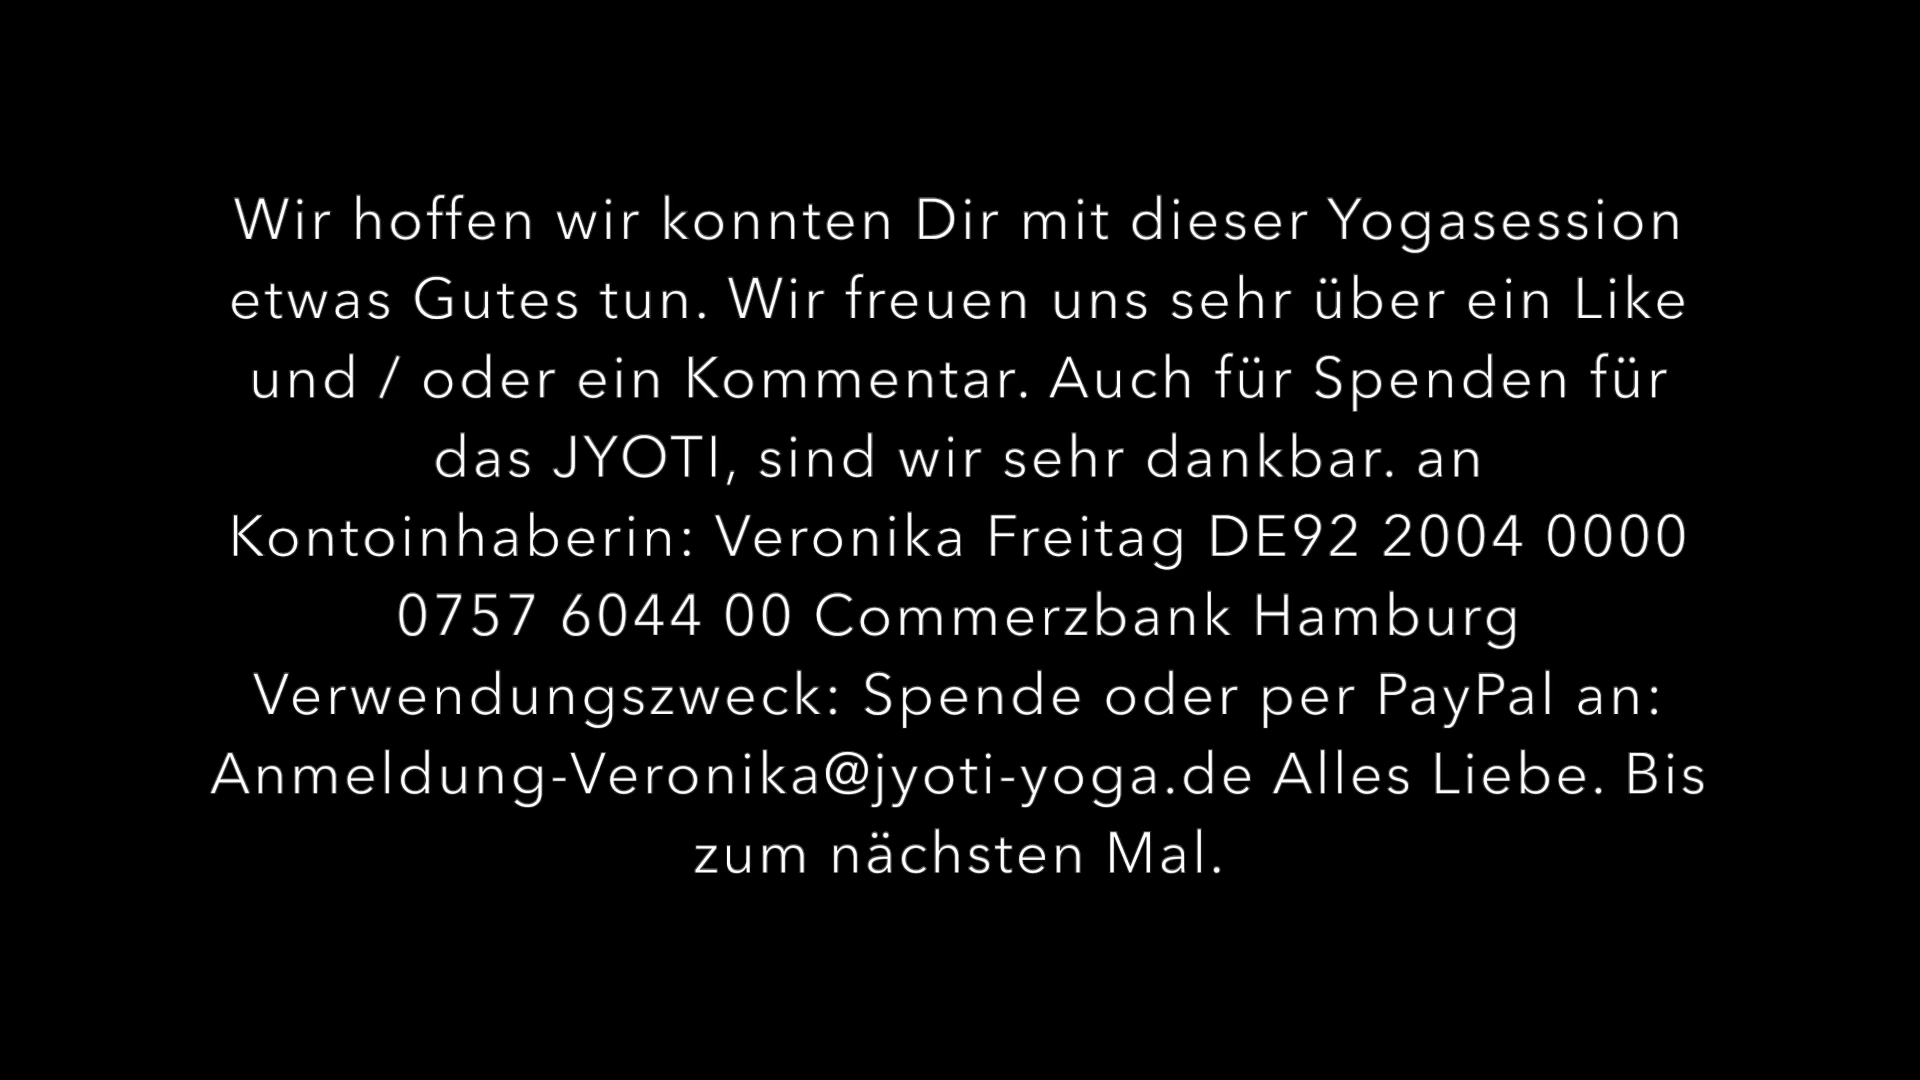 Wir hoffen wir konnten Dir mit dieser Yogasession
etwas Gutes tun. Wir freuen uns sehr über ein Like
und / oder ein Kommentar. Auch für Spenden für
das JYOTI, sind wir sehr dankbar. an
Kontoinhaberin: Veronika Freitag DE92 2004 0000
0757 6044 00 Commerzbank Hamburg
Verwendungszweck: Spende oder per PayPal an:
Anmeldung-Veronika@jyoti-yoga.de Alles Liebe. Bis
zum nächsten Mal.